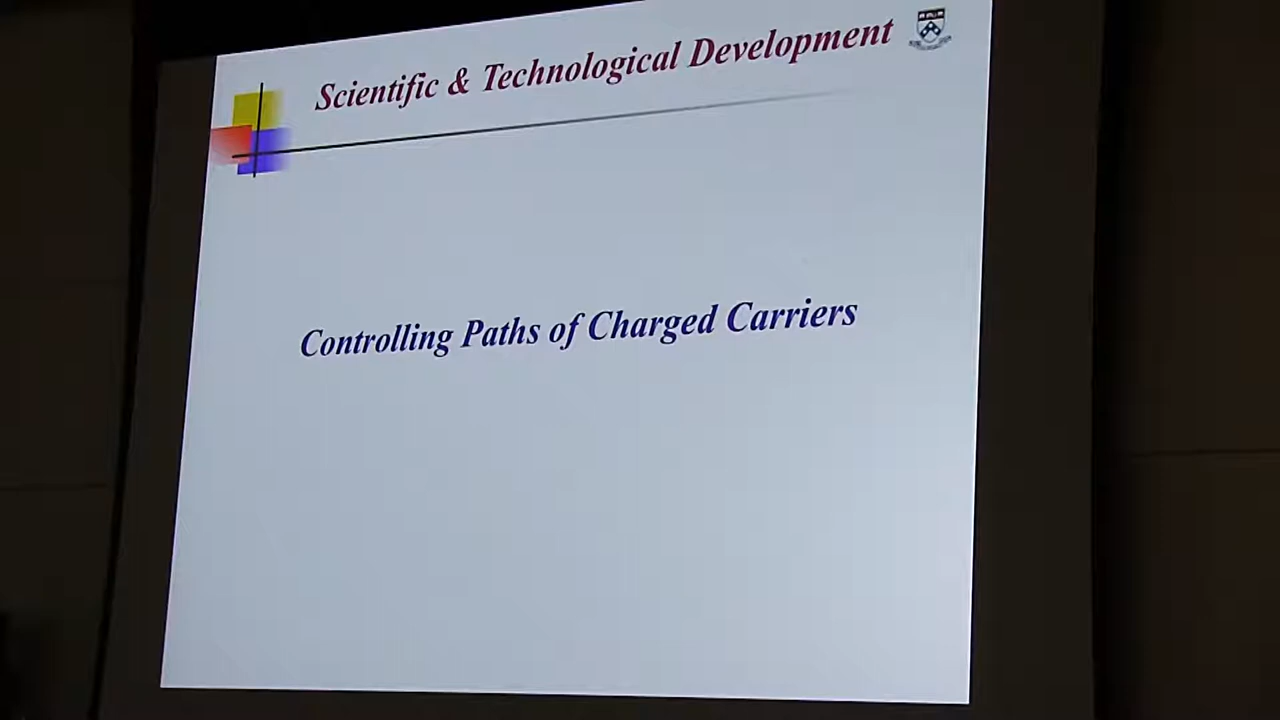 Scientific & Technological Development
Controlling Paths of Charged Carriers